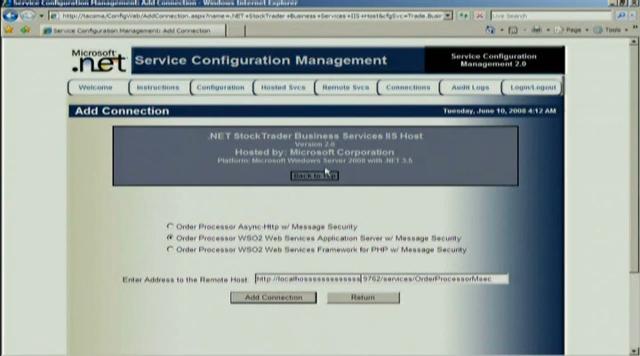 Service Configuration Management: Add Connection - Windows Internet Explorer
Live Search
Service Configuration Management: Add Connection
Page
Tools
Microsoft
.net
Service Configuration Management
Service Configuration
Management 2.0
Welcome
Instructions
Configuration
Hosted Svcs
Remote Svcs
Connections
Audit Logs
Login/Logout
Add Connection
Tuesday, June 10, 2008 4:12 AM
.NET StockTrader Business Services IIS Host
Version 2.0
Hosted by: Microsoft Corporation
Platform: Microsoft Windows Server 2008 with .NET 3.5
Order Processor Async-Http w/ Message Security
Order Processor WSO2 Web Services Application Server w/ Message Security
Order Processor WSO2 Web Services Framework for PHP w/ Message Security
Enter Address to the Remote Host:
Add Connection
Return